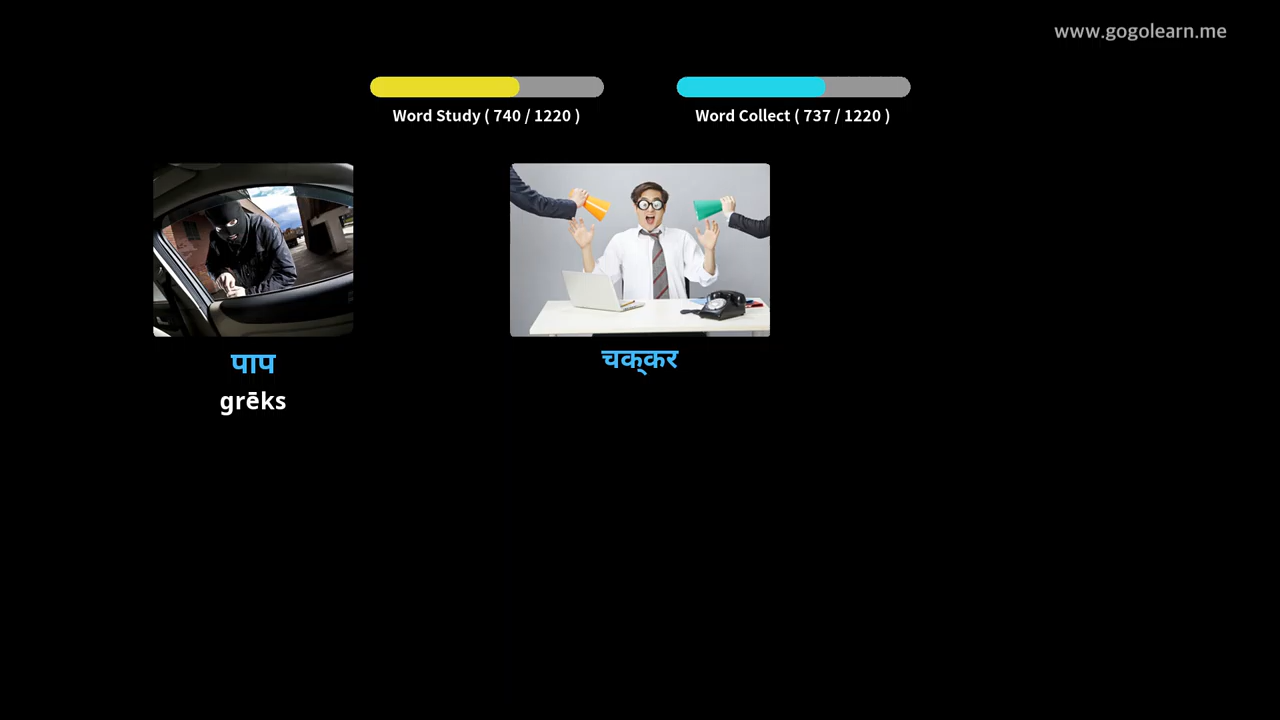 www.gogolearn.me
Word Study ( 740 / 1220 )
Word Collect ( 737 / 1220 )
पाप
grēks
चक्कर